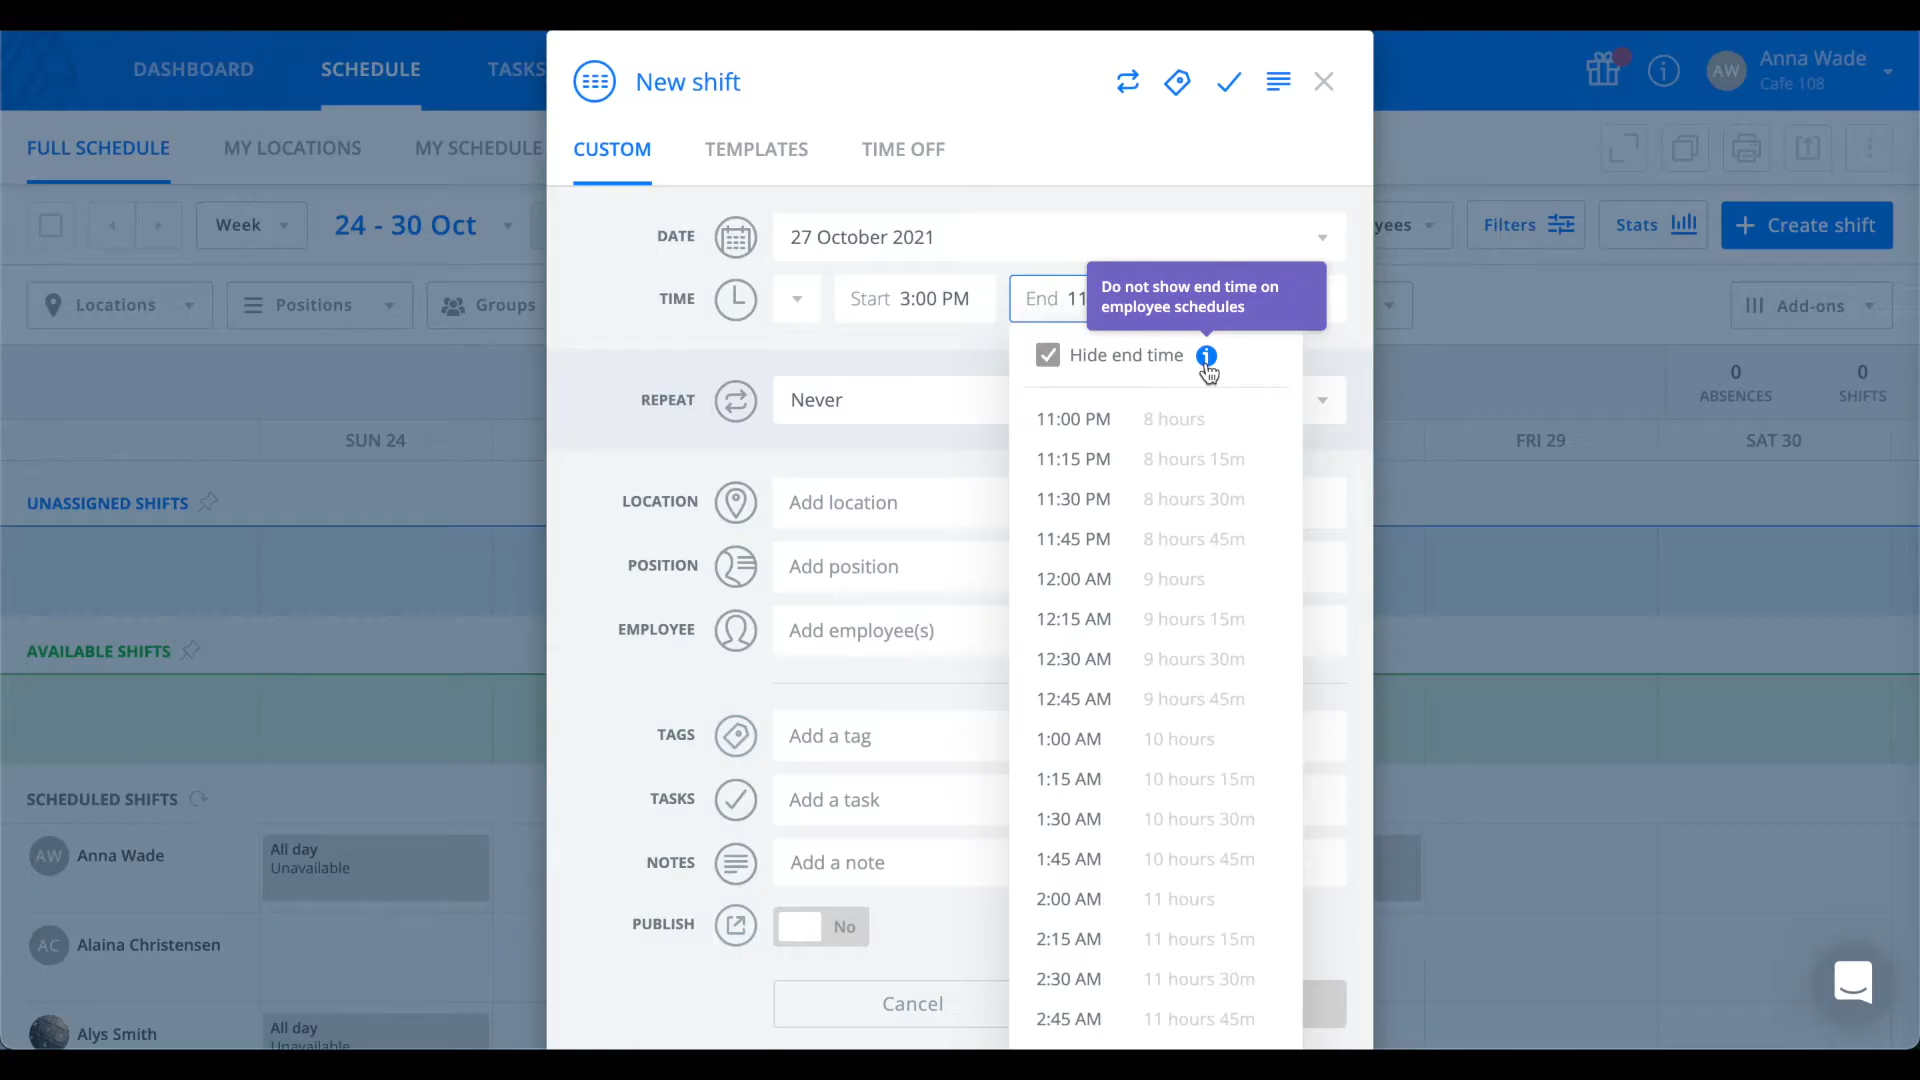 DASHBOARD
SCHEDULE
TASKS
AW
Anna Wade
Cafe 108
New shift
CUSTOM
TEMPLATES
TIME OFF
FULL SCHEDULE
MY LOCATIONS
MY SCHEDULE
Week
24 - 30 Oct
Filters
Stats
+ Create shift
Locations
Positions
Groups
Add-ons
DATE
27 October 2021
TIME
Start 3:00 PM
End 11
Do not show end time on
employee schedules
Hide end time
REPEAT
Never
0
ABSENCES
0
SHIFTS
SUN 24
FRI 29
SAT 30
UNASSIGNED SHIFTS
AVAILABLE SHIFTS
SCHEDULED SHIFTS
LOCATION
Add location
POSITION
Add position
EMPLOYEE
Add employee(s)
TAGS
Add a tag
TASKS
Add a task
NOTES
Add a note
PUBLISH
No
Cancel
11:00 PM 8 hours
11:15 PM 8 hours 15m
11:30 PM 8 hours 30m
11:45 PM 8 hours 45m
12:00 AM 9 hours
12:15 AM 9 hours 15m
12:30 AM 9 hours 30m
12:45 AM 9 hours 45m
1:00 AM 10 hours
1:15 AM 10 hours 15m
1:30 AM 10 hours 30m
1:45 AM 10 hours 45m
2:00 AM 11 hours
2:15 AM 11 hours 15m
2:30 AM 11 hours 30m
2:45 AM 11 hours 45m
AW
Anna Wade
All day
Unavailable
AC
Alaina Christensen
Alys Smith
All day
Unavailable